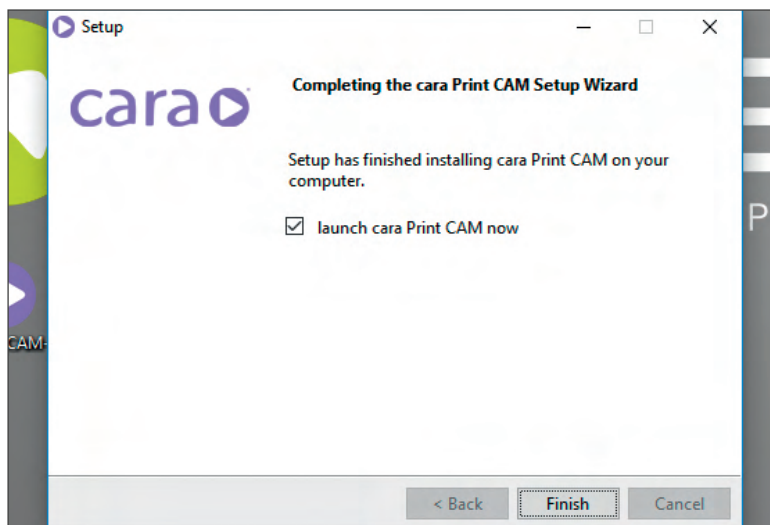 Setup
cara
Completing the cara Print CAM Setup Wizard
Setup has finished installing cara Print CAM on your
computer.
launch cara Print CAM now
P
CAM-
< Back
Finish
Cancel